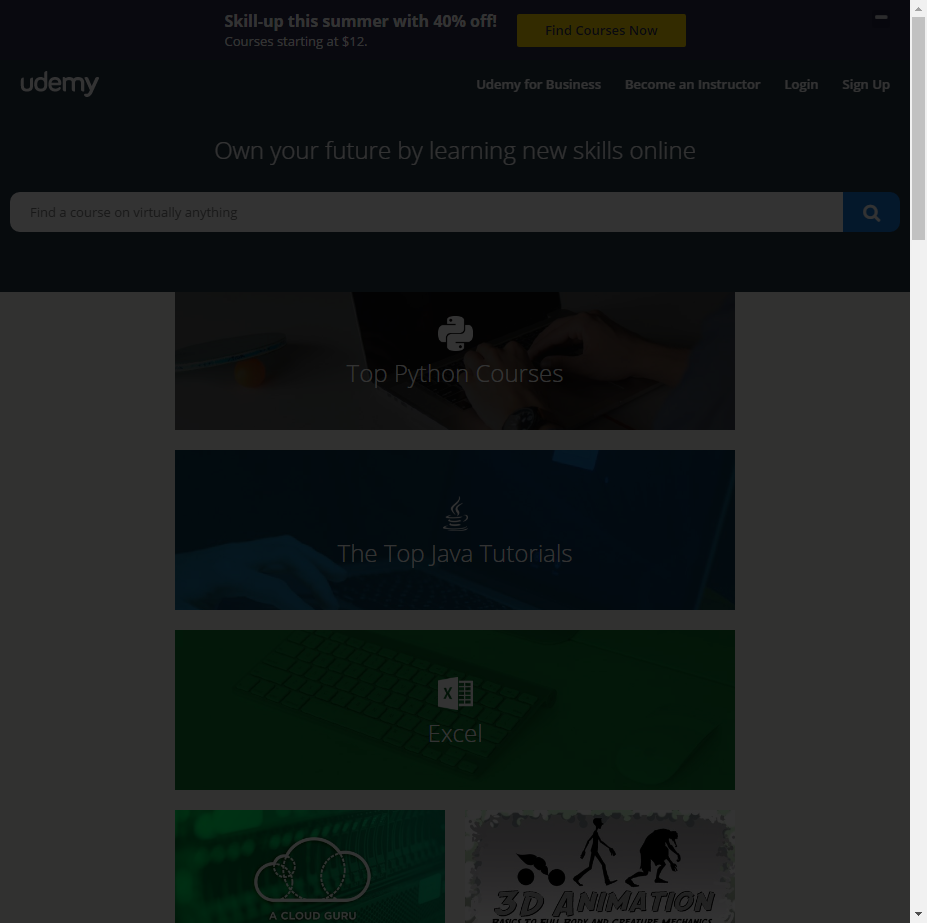 Skill-up this summer with 40% off!
Courses starting at $12.
Find Courses Now
udemy
Udemy for Business
Become an Instructor
Login
Sign Up
Own your future by learning new skills online
Find a course on virtually anything
Top Python Courses
The Top Java Tutorials
X
Excel
A CLOUD GURU
3D ANIMATION
BASICS TO FULL BODY AND CREATURE MECHANICS